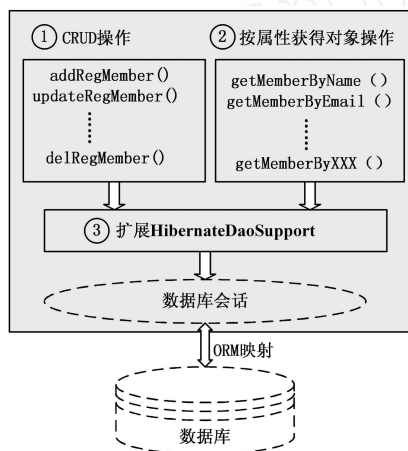 ① CRUD操作
addRegMember()
updateRegMember()
⋮
delRegMember()
② 按属性获得对象操作
getMemberByName ()
getMemberByEmail ()
⋮
getMemberByXXX ()
③ 扩展HibernateDaoSupport
数据库会话
ORM映射
数据库